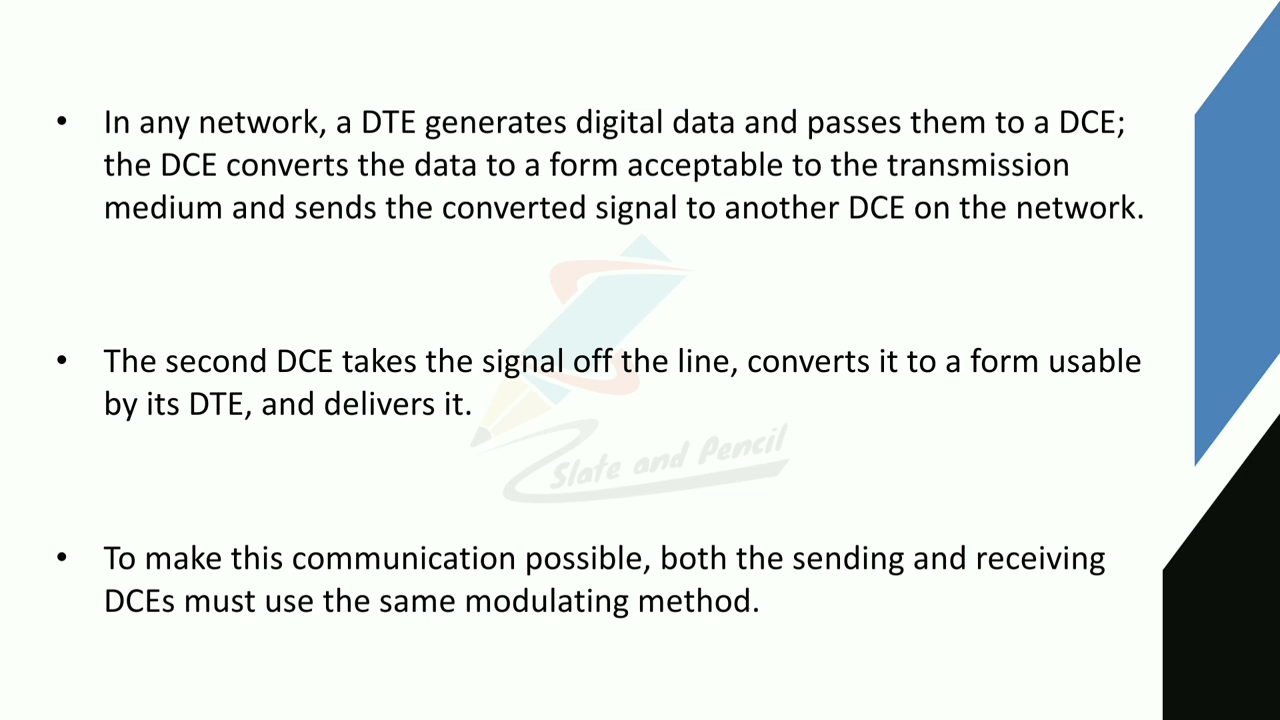 • In any network, a DTE generates digital data and passes them to a DCE;
the DCE converts the data to a form acceptable to the transmission
medium and sends the converted signal to another DCE on the network.
• The second DCE takes the signal off the line, converts it to a form usable
by its DTE, and delivers it.
Slate and Pencil
• To make this communication possible, both the sending and receiving
DCEs must use the same modulating method.